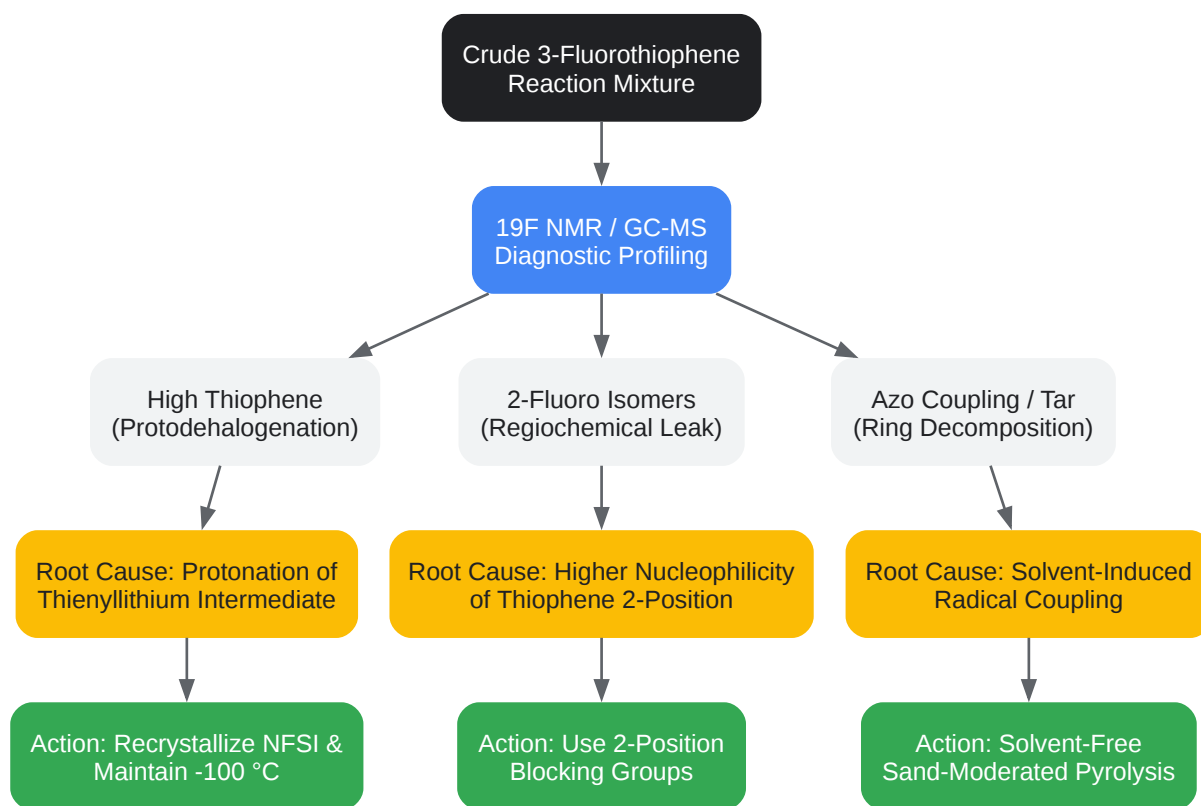 Crude 3-Fluorothiophene
Reaction Mixture
19F NMR / GC-MS
Diagnostic Profiling
High Thiophene
(Protodehalogenation)
2-Fluoro Isomers
(Regiochemical Leak)
Azo Coupling / Tar
(Ring Decomposition)
Root Cause: Protonation of
Thienyllithium Intermediate
Root Cause: Higher Nucleophilicity
of Thiophene 2-Position
Root Cause: Solvent-Induced
Radical Coupling
Action: Recrystallize NFSI &
Maintain -100 °C
Action: Use 2-Position
Blocking Groups
Action: Solvent-Free
Sand-Moderated Pyrolysis